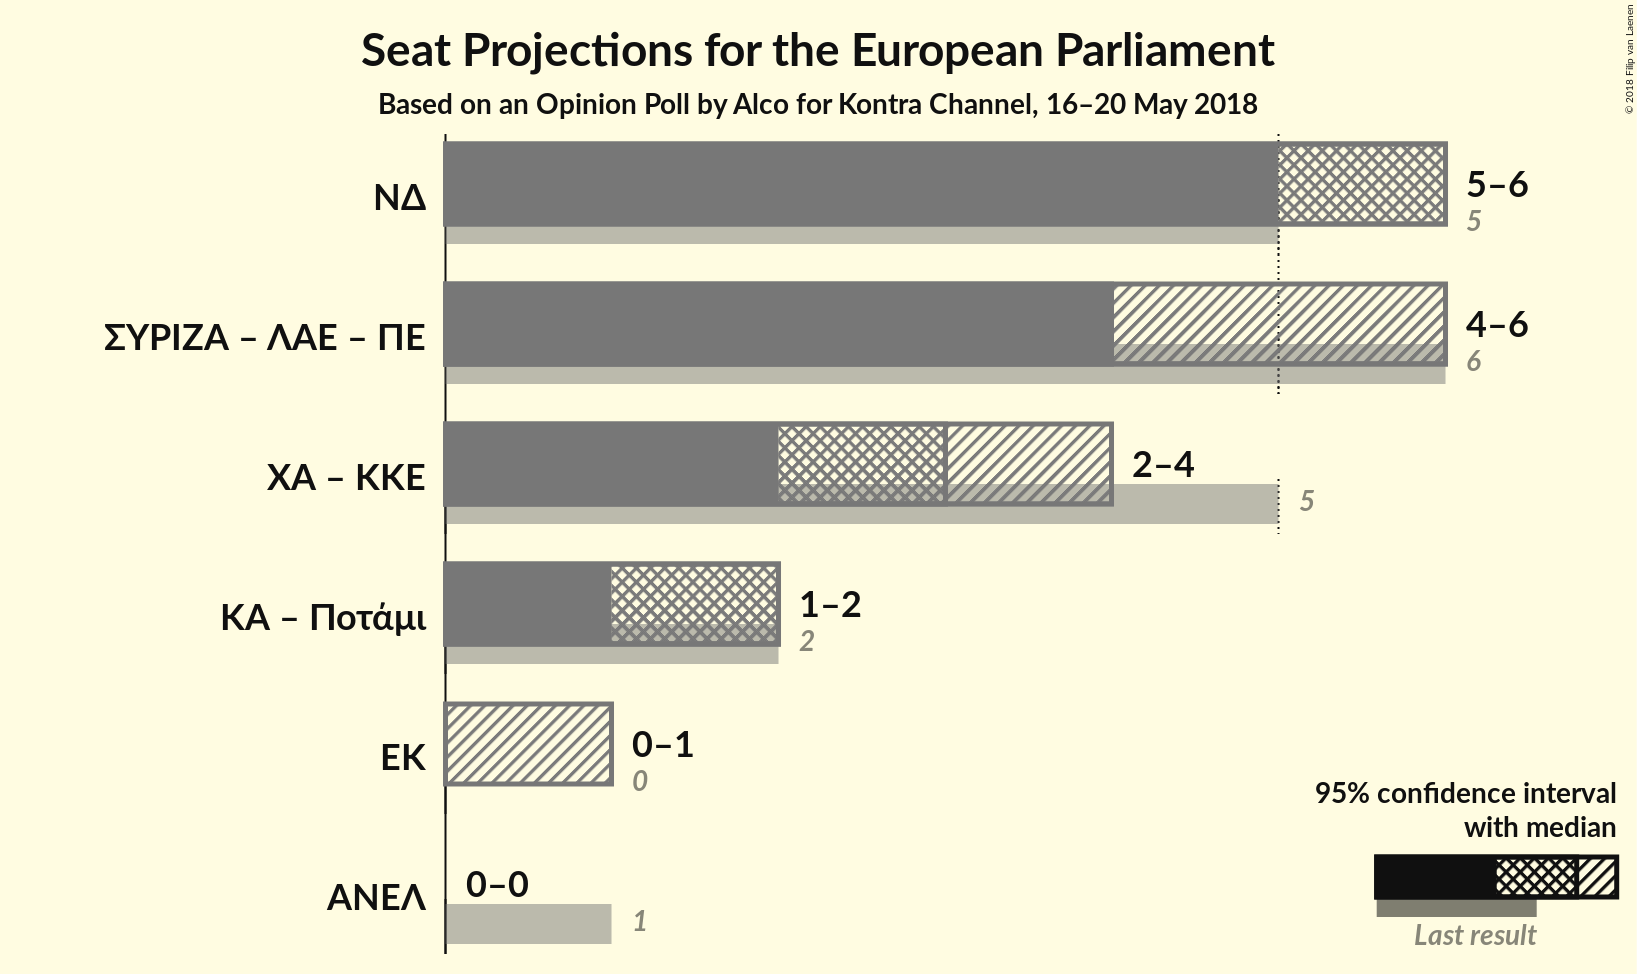 Seat Projections for the European Parliament
Based on an Opinion Poll by Alco for Kontra Channel, 16–20 May 2018
© 2018 Filip van Laenen
ΝΔ
5–6
5
ΣΥΡΙΖΑ – ΛΑΕ – ΠΕ
4–6
6
ΧΑ – ΚΚΕ
2–4
5
ΚΑ – Ποτάμι
1–2
2
ΕΚ
0–1
0
ΑΝΕΛ
0–0
1
95% confidence interval
with median
Last result